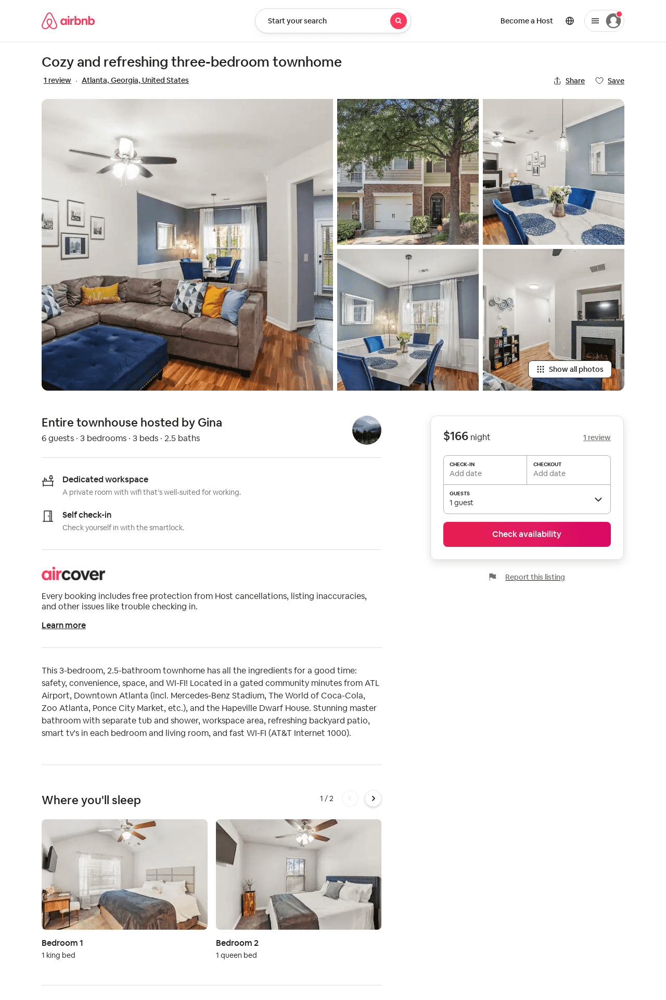 airbnb
Start your search
Become a Host
Cozy and refreshing three-bedroom townhome
1 review · Atlanta, Georgia, United States
Share
Save
Welcome
Show all photos
Entire townhouse hosted by Gina
6 guests · 3 bedrooms · 3 beds · 2.5 baths
Dedicated workspace
A private room with wifi that’s well-suited for working.
Self check-in
Check yourself in with the smartlock.
aircover
Every booking includes free protection from Host cancellations, listing inaccuracies,
and other issues like trouble checking in.
Learn more
This 3-bedroom, 2.5-bathroom townhome has all the ingredients for a good time:
safety, convenience, space, and WI-FI! Located in a gated community minutes from ATL
Airport, Downtown Atlanta (incl. Mercedes-Benz Stadium, The World of Coca-Cola,
Zoo Atlanta, Ponce City Market, etc.), and the Hapeville Dwarf House. Stunning master
bathroom with separate tub and shower, workspace area, refreshing backyard patio,
smart tv's in each bedroom and living room, and fast WI-FI (AT&T Internet 1000).
Where you'll sleep
1 / 2
Bedroom 1
1 king bed
Bedroom 2
1 queen bed
$166 night
1 review
CHECK-IN
Add date
CHECKOUT
Add date
GUESTS
1 guest
Check availability
Report this listing